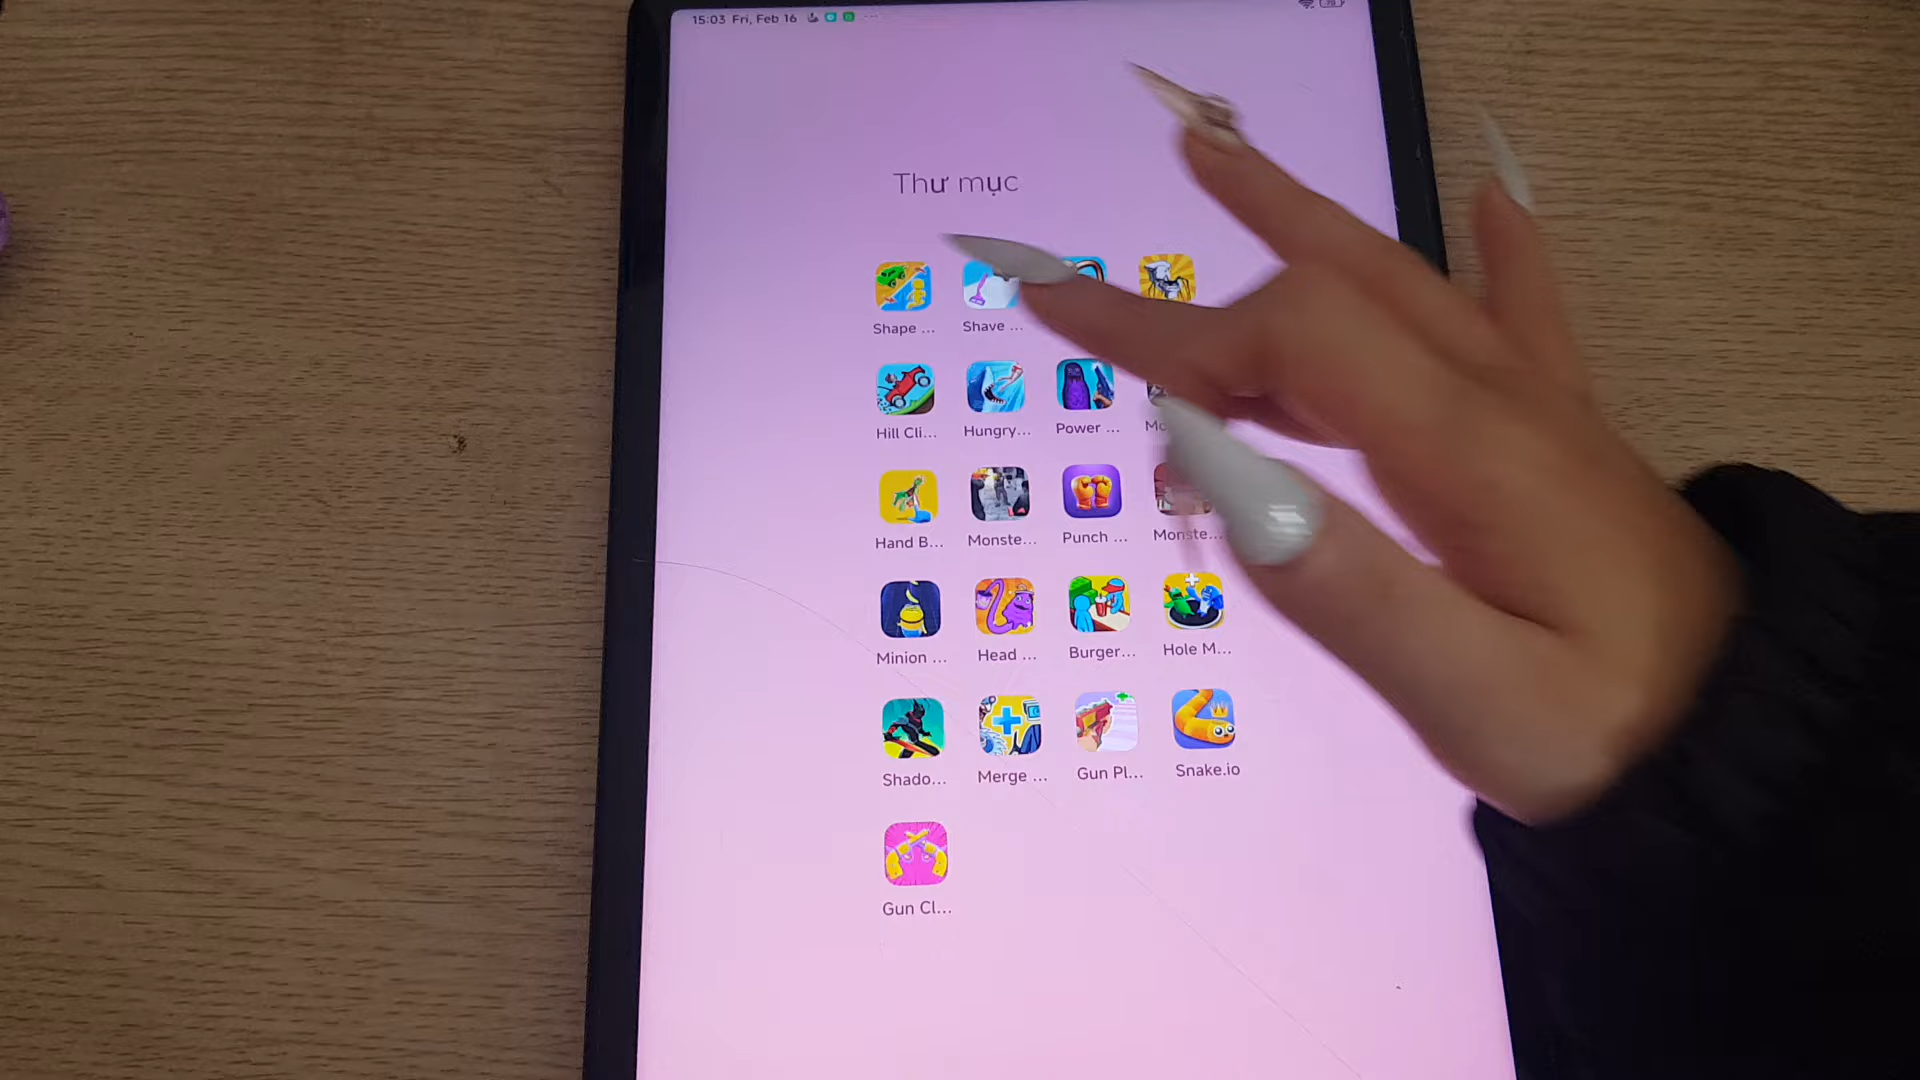 15:03 Fri, Feb 16
Thư mục
Shape ...
Shave ...
Hill Cli...
Hungry...
Power ...
Hand B...
Monste...
Punch ...
Monste...
Minion ...
Head ...
Burger...
Hole M...
Shado...
Merge ...
Gun Pl...
Snake.io
Gun Cl...